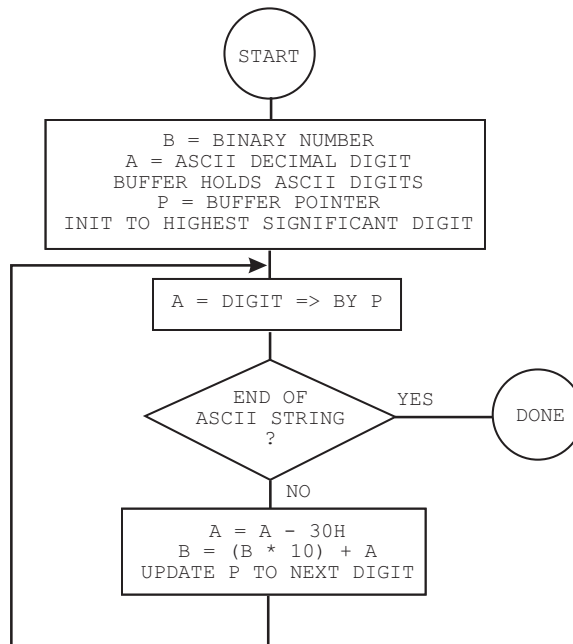 START
B = BINARY NUMBER
A = ASCII DECIMAL DIGIT
BUFFER HOLDS ASCII DIGITS
P = BUFFER POINTER
INIT TO HIGHEST SIGNIFICANT DIGIT
A = DIGIT => BY P
END OF
ASCII STRING
?
YES
DONE
NO
A = A - 30H
B = (B * 10) + A
UPDATE P TO NEXT DIGIT